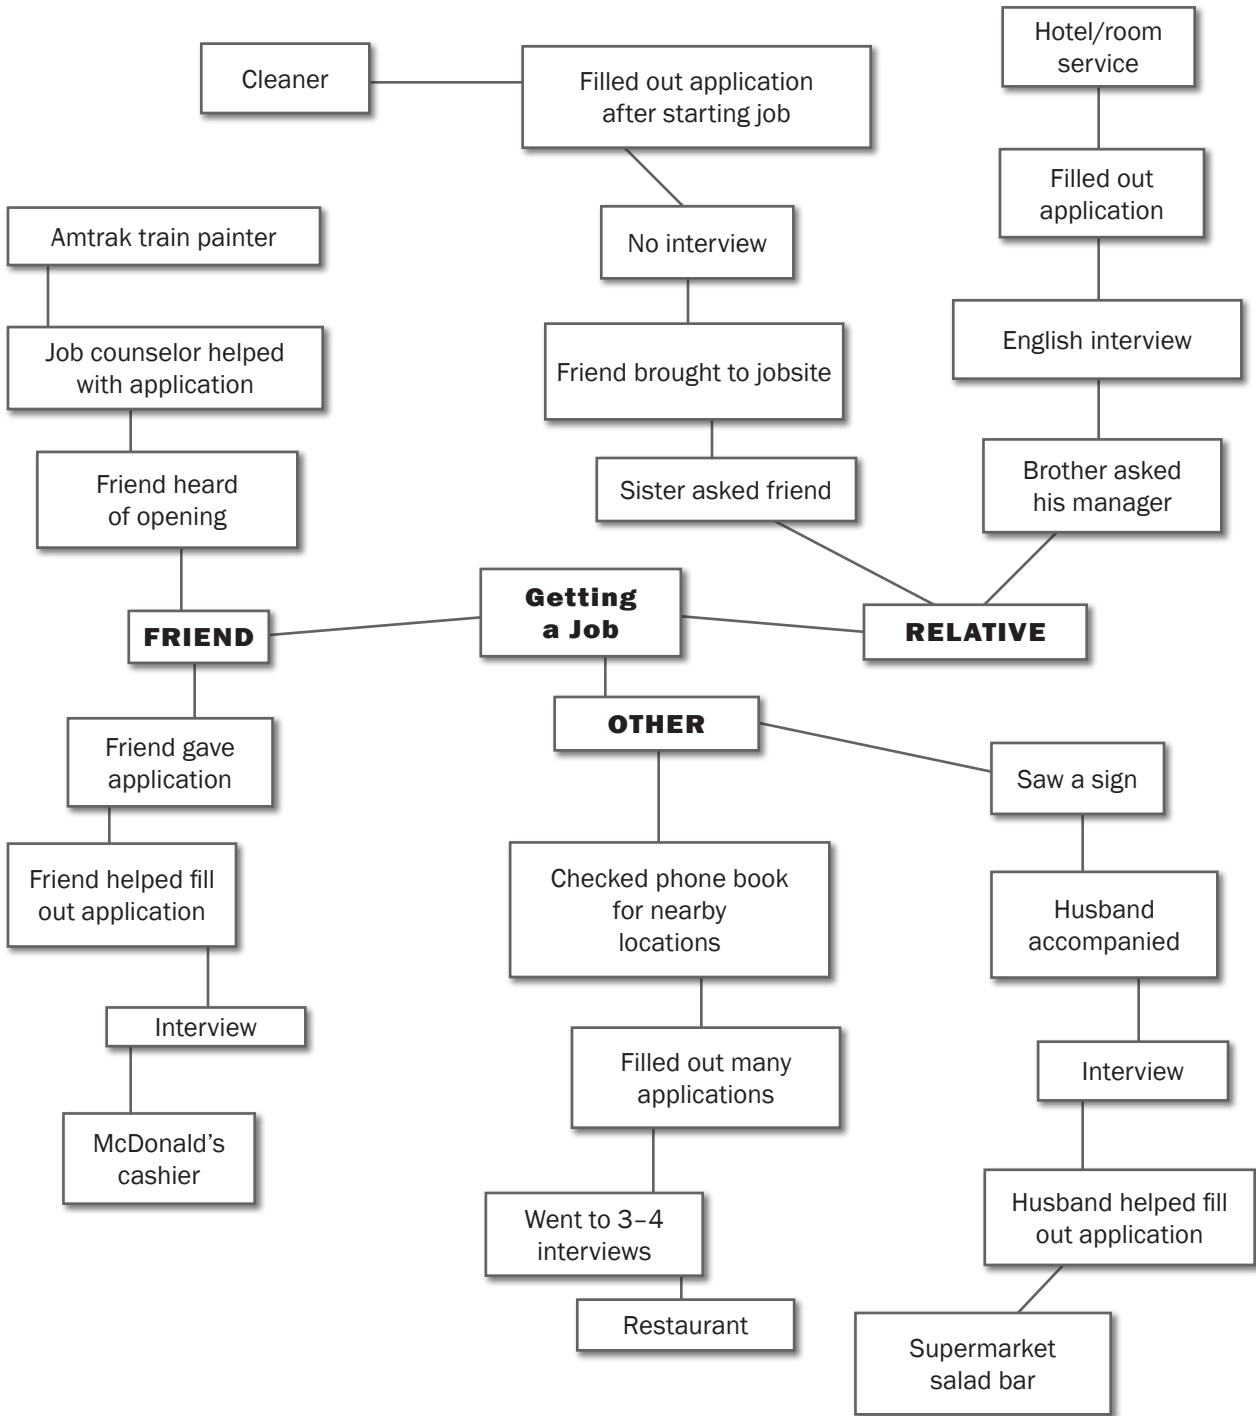 Hotel/room
service
Cleaner
Filled out application
after starting job
Filled out
application
Amtrak train painter
No interview
English interview
Job counselor helped
with application
Friend brought to jobsite
Friend heard
of opening
Sister asked friend
Brother asked
his manager
Getting
a Job
FRIEND
RELATIVE
OTHER
Friend gave
application
Saw a sign
Friend helped fill
out application
Checked phone book
for nearby
locations
Husband
accompanied
Interview
Filled out many
applications
Interview
McDonald’s
cashier
Went to 3–4
interviews
Husband helped fill
out application
Restaurant
Supermarket
salad bar